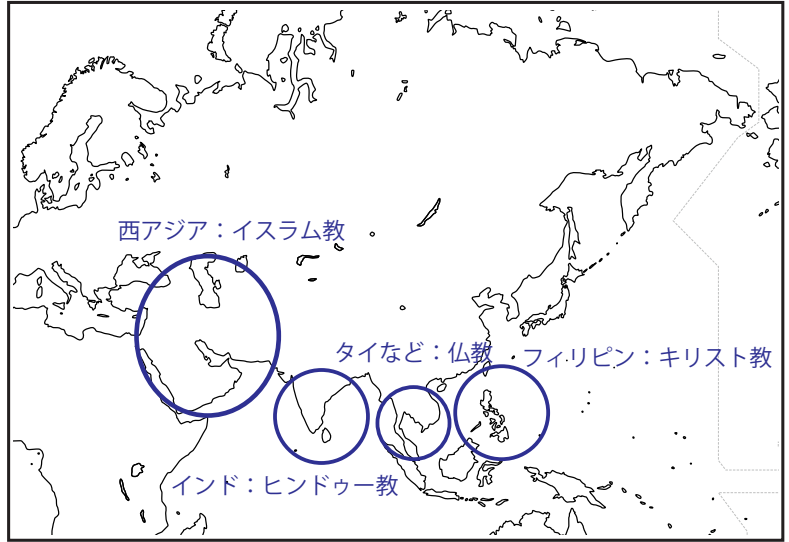 西アジア：イスラム教
タイなど：仏教
フィリピン：キリスト教
インド：ヒンドゥー教